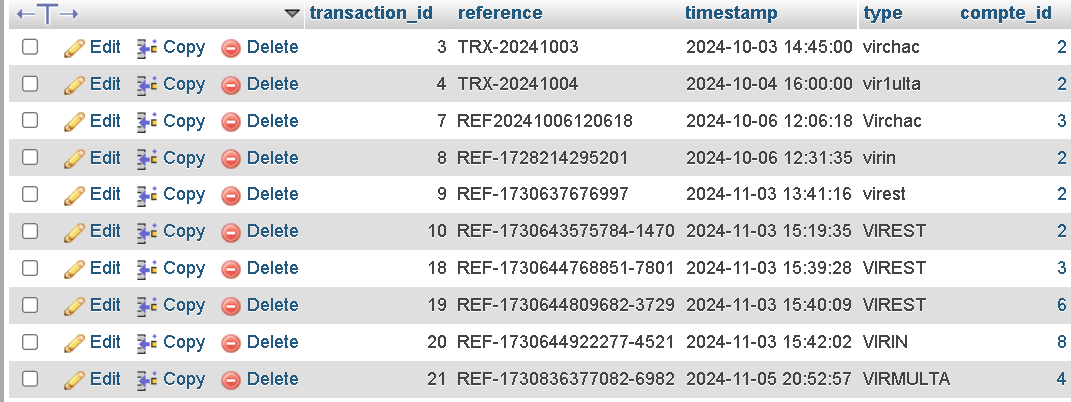 transaction_id reference timestamp type compte_id
Edit Copy Delete 3 TRX-20241003 2024-10-03 14:45:00 virchac 2
Edit Copy Delete 4 TRX-20241004 2024-10-04 16:00:00 vir1ulta 2
Edit Copy Delete 7 REF20241006120618 2024-10-06 12:06:18 Virchac 3
Edit Copy Delete 8 REF-1728214295201 2024-10-06 12:31:35 virin 2
Edit Copy Delete 9 REF-1730637676997 2024-11-03 13:41:16 virest 2
Edit Copy Delete 10 REF-1730643575784-1470 2024-11-03 15:19:35 VIREST 2
Edit Copy Delete 18 REF-1730644768851-7801 2024-11-03 15:39:28 VIREST 3
Edit Copy Delete 19 REF-1730644809682-3729 2024-11-03 15:40:09 VIREST 6
Edit Copy Delete 20 REF-1730644922277-4521 2024-11-03 15:42:02 VIRIN 8
Edit Copy Delete 21 REF-1730836377082-6982 2024-11-05 20:52:57 VIRMULTA 4